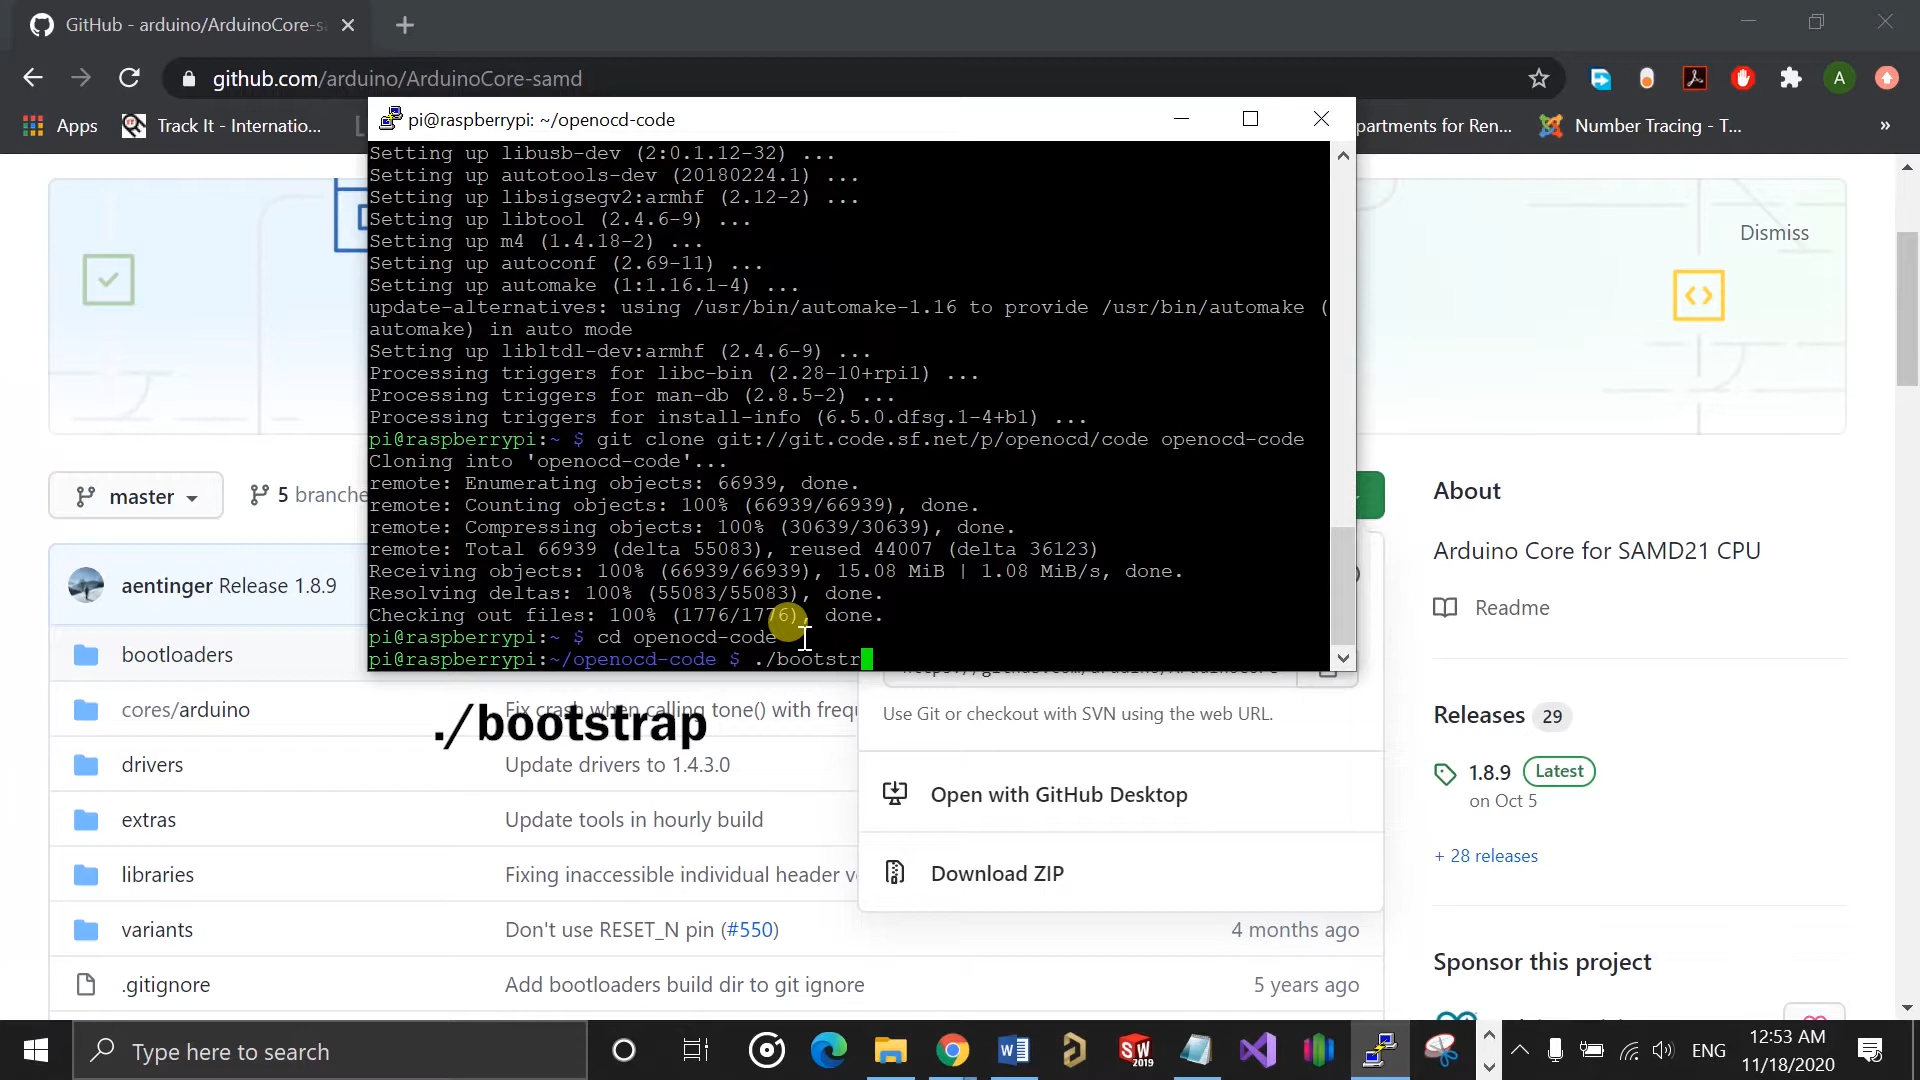 GitHub - arduino/ArduinoCore-s
github.com/arduino/ArduinoCore-samd
A
Apps
Track It - Internatio...
partments for Ren...
Number Tracing - T...
»
pi@raspberrypi: ~/openocd-code
Setting up libusb-dev (2:0.1.12-32) ...
Setting up autotools-dev (20180224.1) ...
Setting up libsigsegv2:armhf (2.12-2) ...
Setting up libtool (2.4.6-9) ...
Setting up m4 (1.4.18-2) ...
Setting up autoconf (2.69-11) ...
Setting up automake (1:1.16.1-4) ...
update-alternatives: using /usr/bin/automake-1.16 to provide /usr/bin/automake (
automake) in auto mode
Setting up libltdl-dev:armhf (2.4.6-9) ...
Processing triggers for libc-bin (2.28-10+rpi1) ...
Processing triggers for man-db (2.8.5-2) ...
Processing triggers for install-info (6.5.0.dfsg.1-4+b1) ...
pi@raspberrypi:~ $ git clone git://git.code.sf.net/p/openocd/code openocd-code
Cloning into 'openocd-code'...
remote: Enumerating objects: 66939, done.
remote: Counting objects: 100% (66939/66939), done.
remote: Compressing objects: 100% (30639/30639), done.
remote: Total 66939 (delta 55083), reused 44007 (delta 36123)
Receiving objects: 100% (66939/66939), 15.08 MiB | 1.08 MiB/s, done.
Resolving deltas: 100% (55083/55083), done.
Checking out files: 100% (1776/1776), done.
pi@raspberrypi:~ $ cd openocd-code
pi@raspberrypi:~/openocd-code $ ./bootstr
./bootstrap
Dismiss
master
5 branche
aentinger Release 1.8.9
bootloaders
cores/arduino
Fix crash when calling tone() with frequ
drivers
Update drivers to 1.4.3.0
extras
Update tools in hourly build
libraries
Fixing inaccessible individual header v
variants
Don't use RESET_N pin (#550)
4 months ago
.gitignore
Add bootloaders build dir to git ignore
5 years ago
Use Git or checkout with SVN using the web URL.
Open with GitHub Desktop
Download ZIP
About
Arduino Core for SAMD21 CPU
Readme
Releases 29
1.8.9 Latest
on Oct 5
+ 28 releases
Sponsor this project
Type here to search
SW
2019
ENG
12:53 AM
11/18/2020